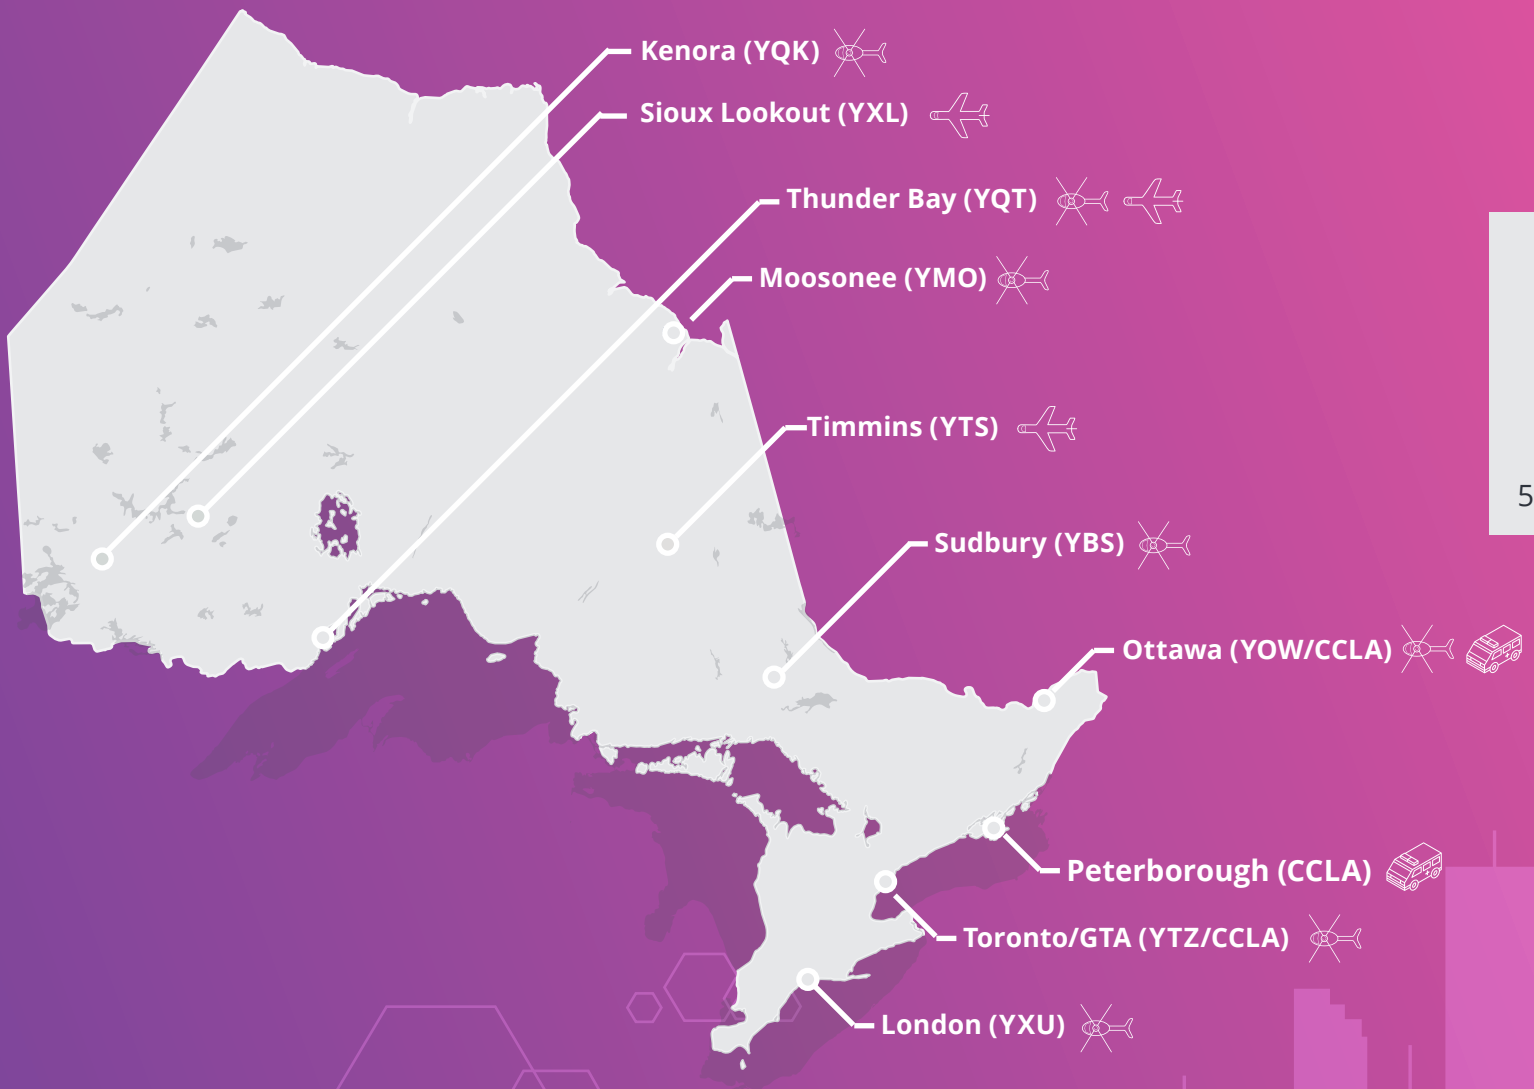 Kenora (YQK)
Sioux Lookout (YXL)
Thunder Bay (YQT)
Moosonee (YMO)
Timmins (YTS)
5
Sudbury (YBS)
Ottawa (YOW/CCLA)
Peterborough (CCLA)
Toronto/GTA (YTZ/CCLA)
London (YXU)